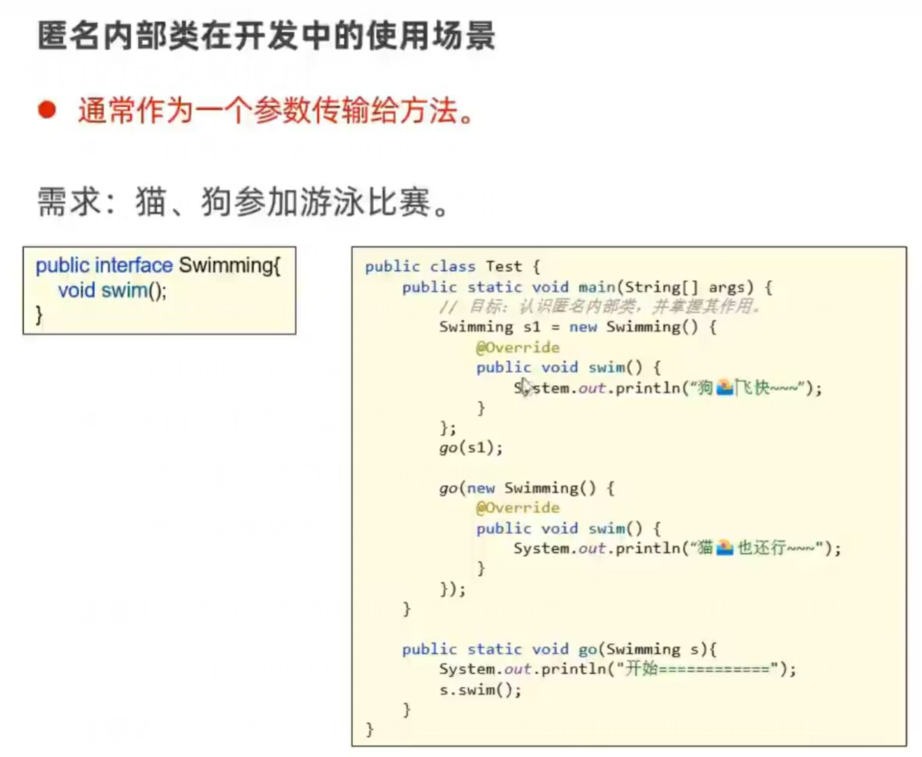 匿名内部类在开发中的使用场景
● 通常作为一个参数传输给方法。
需求：猫、狗参加游泳比赛。
public interface Swimming{
void swim();
}
public class Test {
public static void main(String[] args) {
// 目标：认识匿名内部类，并掌握其作用。
Swimming s1 = new Swimming() {
@Override
public void swim() {
System.out.println("狗🏊飞快~~~");
}
};
go(s1);
go(new Swimming() {
@Override
public void swim() {
System.out.println("猫🏊也还行~~~");
}
});
}
public static void go(Swimming s){
System.out.println("开始============");
s.swim();
}
}